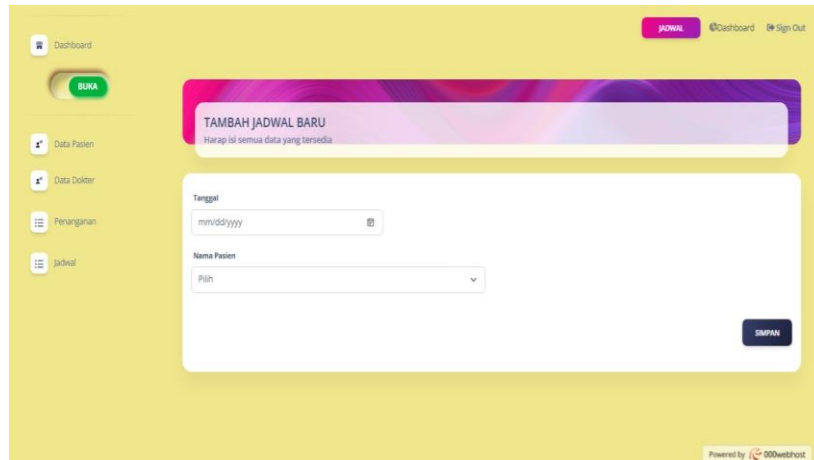 JADWAL Dashboard Sign Out
Dashboard
BUKA
Data Pasien
Data Dokter
Penanganan
Jadwal
TAMBAH JADWAL BARU
Harap isi semua data yang tersedia
Tanggal
mm/dd/yyyy
Nama Pasien
Pilih
SIMPAN
Powered by 000webhost